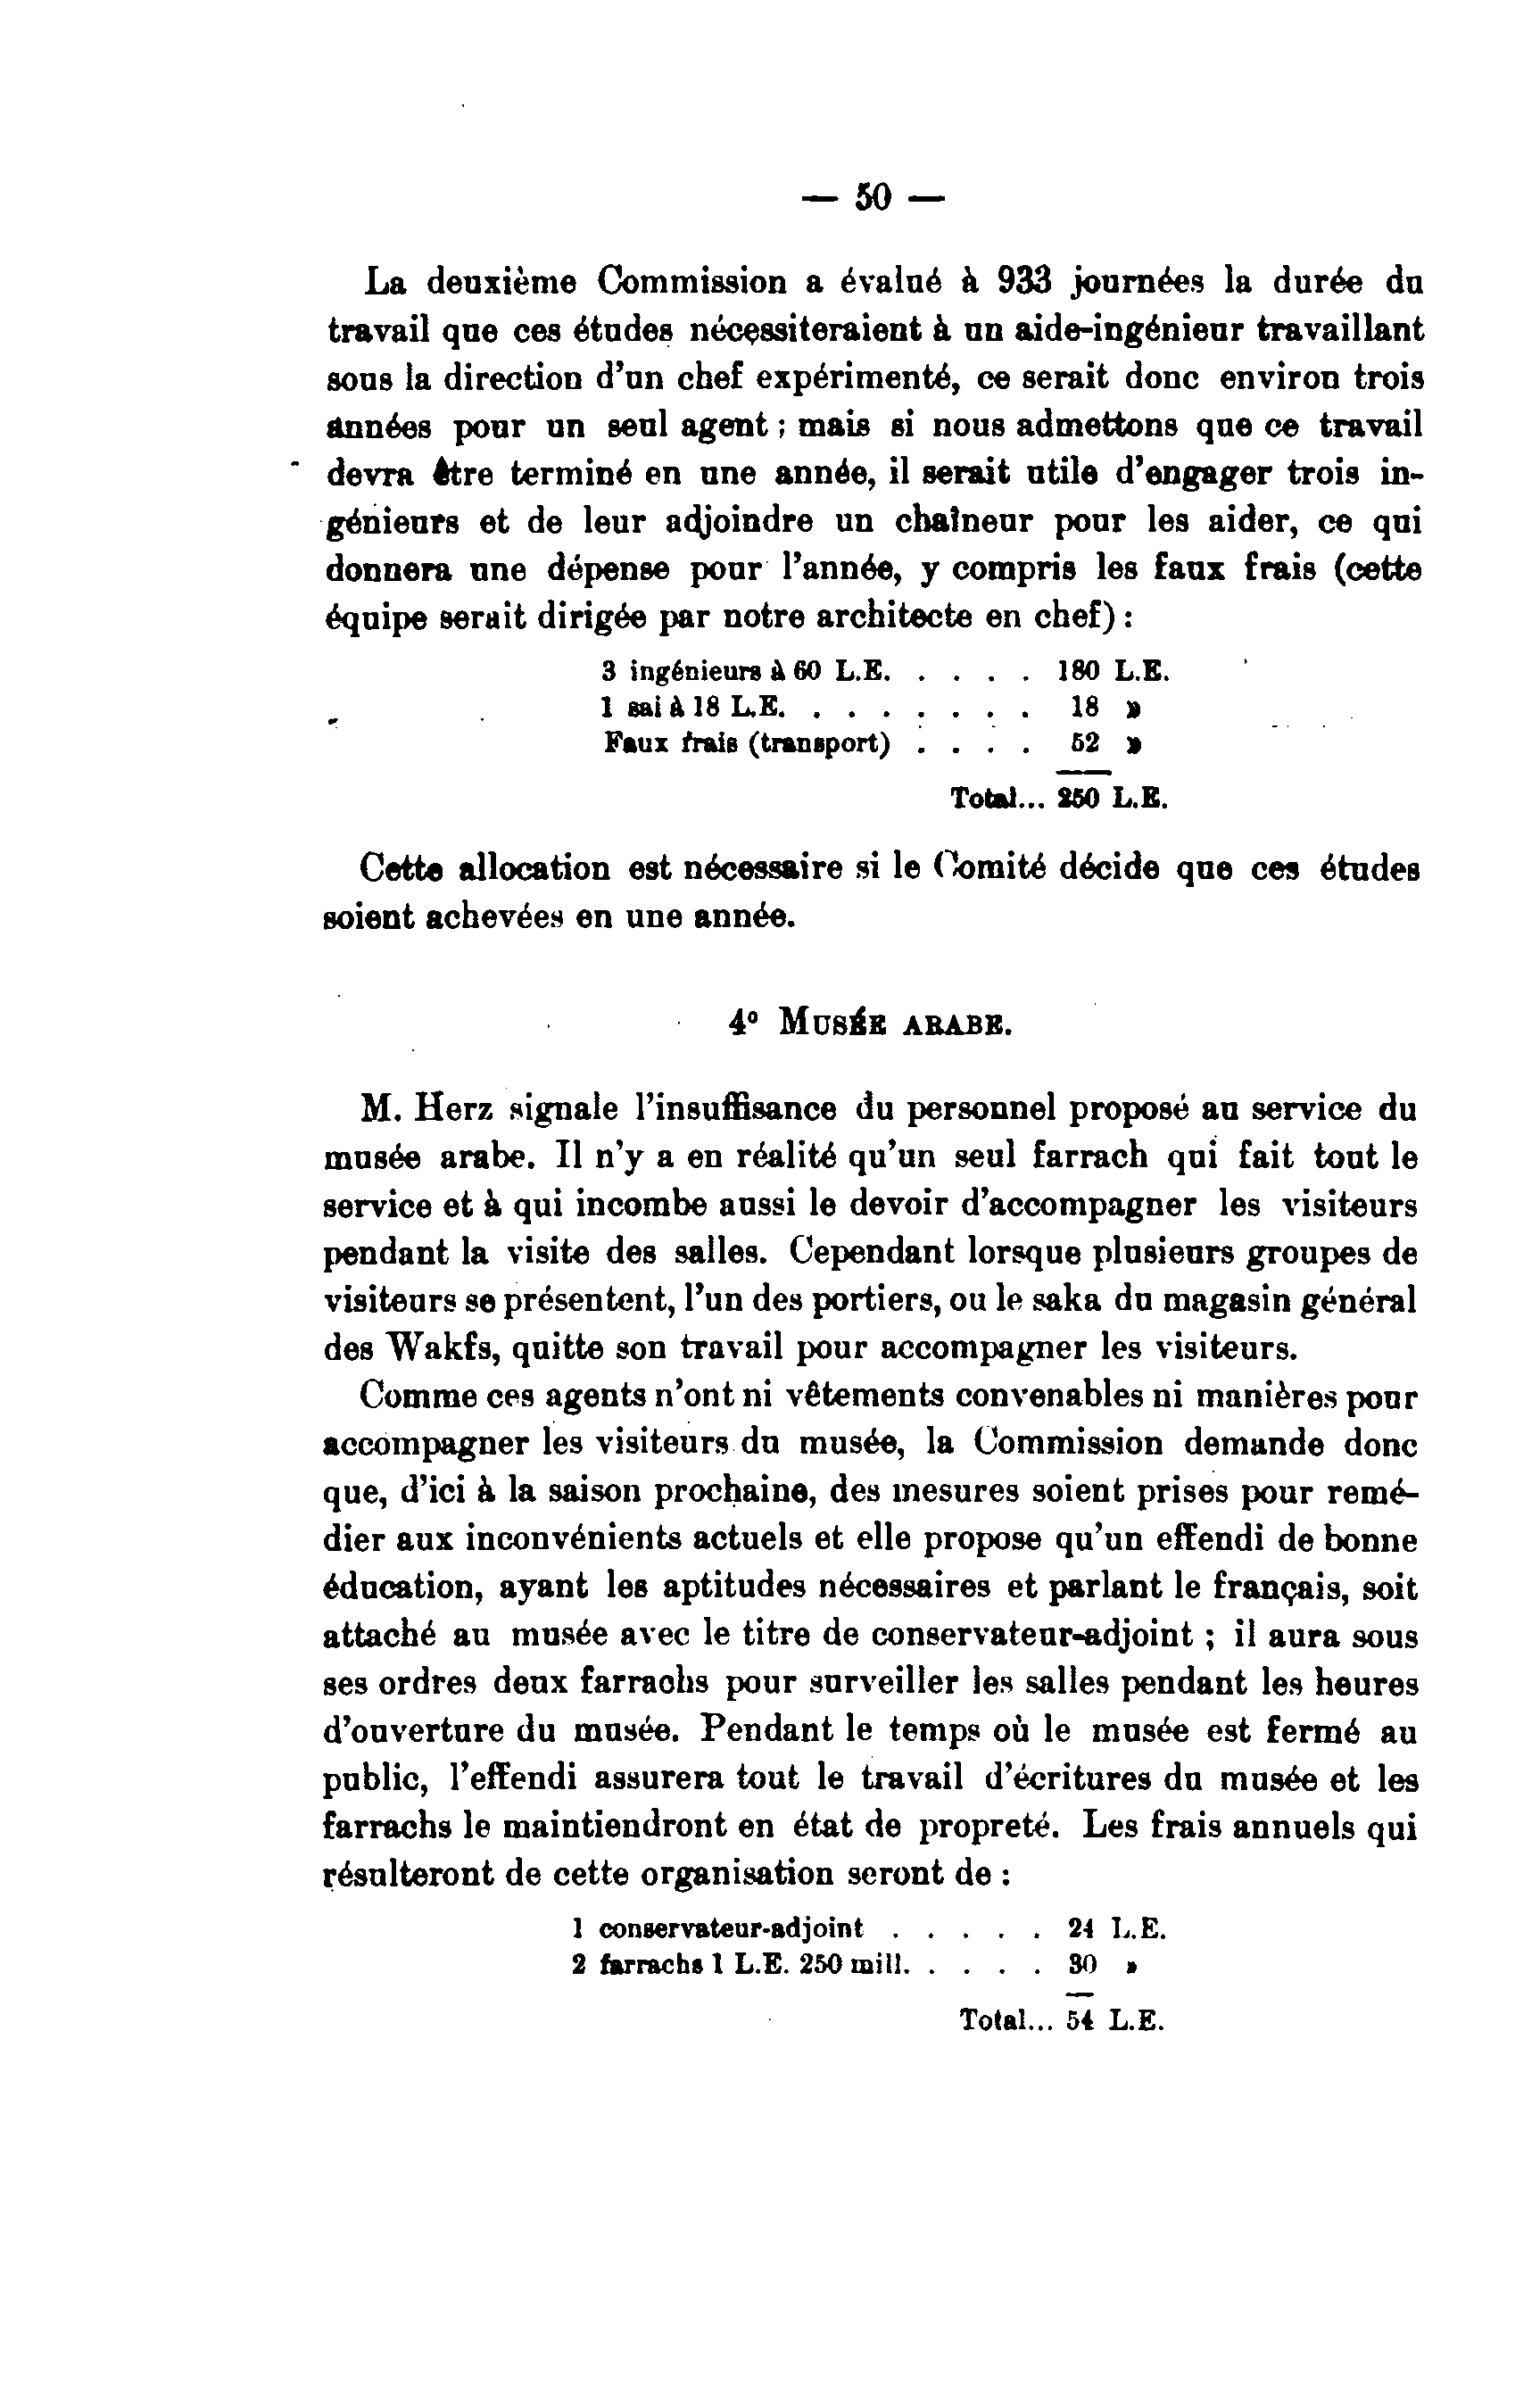 — 50 —
La deuxième Commission a évalué à 933 journées la durée du
travail que ces études nécessiteraient à un aide-ingénieur travaillant
sous la direction d'un chef expérimenté, ce serait donc environ trois
années pour un seul agent ; mais si nous admettons que ce travail
devra être terminé en une année, il serait utile d'engager trois in-
génieurs et de leur adjoindre un chaîneur pour les aider, ce qui
donnera une dépense pour l'année, y compris les faux frais (cette
équipe serait dirigée par notre architecte en chef) :
3 ingénieurs à 60 L.E. . . . . 180 L.E.
1 sai à 18 L.E. . . . . . . . 18 »
Faux frais (transport) . . . . 52 »
Total... 250 L.E.
Cette allocation est nécessaire si le Comité décide que ces études
soient achevées en une année.
4° MUSÉE ARABE.
M. Herz signale l'insuffisance du personnel proposé au service du
musée arabe. Il n'y a en réalité qu'un seul farrach qui fait tout le
service et à qui incombe aussi le devoir d'accompagner les visiteurs
pendant la visite des salles. Cependant lorsque plusieurs groupes de
visiteurs se présentent, l'un des portiers, ou le saka du magasin général
des Wakfs, quitte son travail pour accompagner les visiteurs.
Comme ces agents n'ont ni vêtements convenables ni manières pour
accompagner les visiteurs du musée, la Commission demande donc
que, d'ici à la saison prochaine, des mesures soient prises pour remé-
dier aux inconvénients actuels et elle propose qu'un effendi de bonne
éducation, ayant les aptitudes nécessaires et parlant le français, soit
attaché au musée avec le titre de conservateur-adjoint ; il aura sous
ses ordres deux farrachs pour surveiller les salles pendant les heures
d'ouverture du musée. Pendant le temps où le musée est fermé au
public, l'effendi assurera tout le travail d'écritures du musée et les
farrachs le maintiendront en état de propreté. Les frais annuels qui
résulteront de cette organisation seront de :
1 conservateur-adjoint . . . . . 24 L.E.
2 farrachs 1 L.E. 250 mill. . . . . 30 »
Total... 54 L.E.